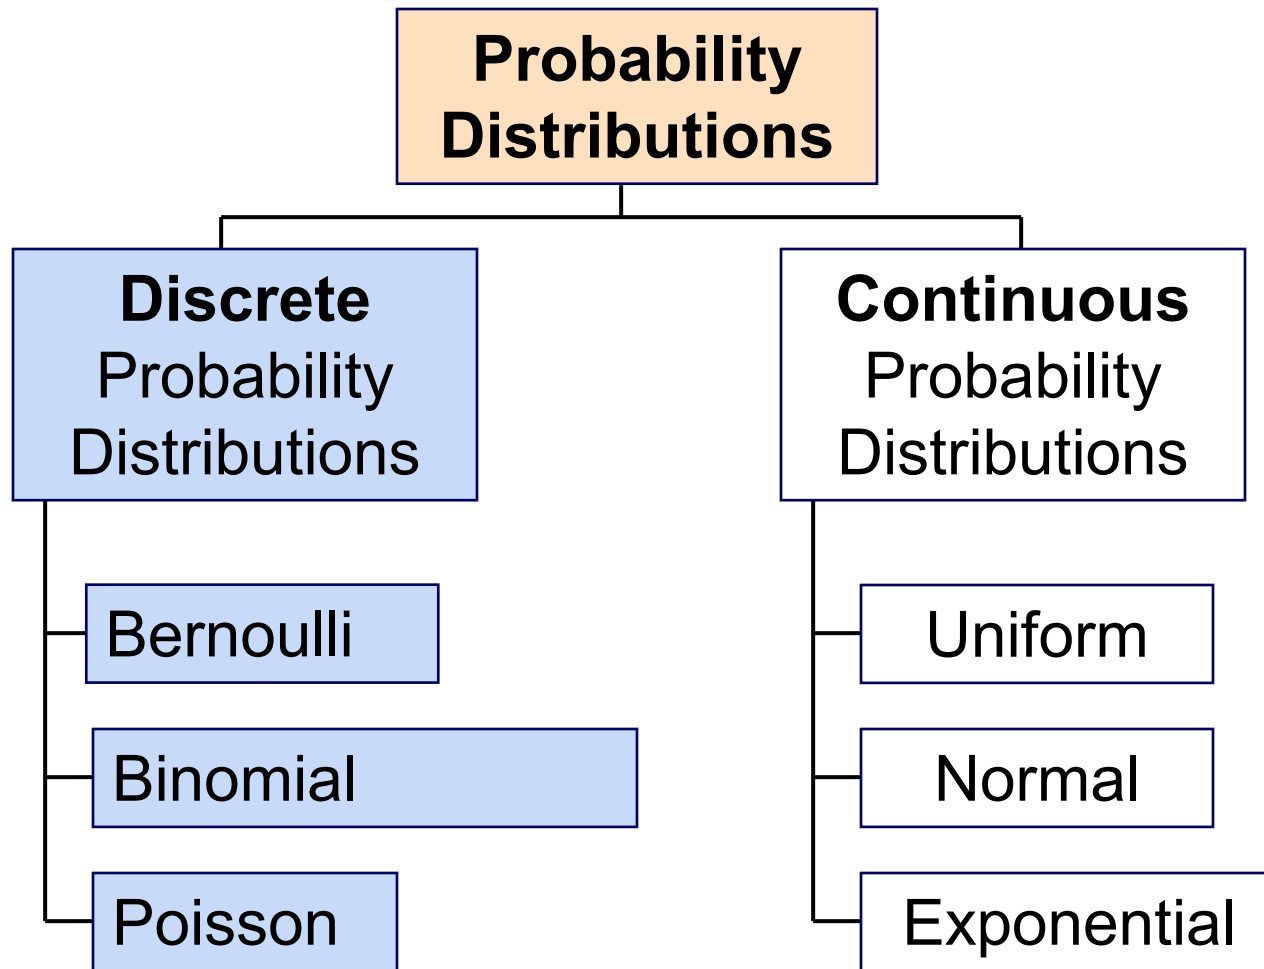 Probability
Distributions
Discrete
Probability
Distributions
Continuous
Probability
Distributions
Bernoulli
Uniform
Binomial
Normal
Poisson
Exponential